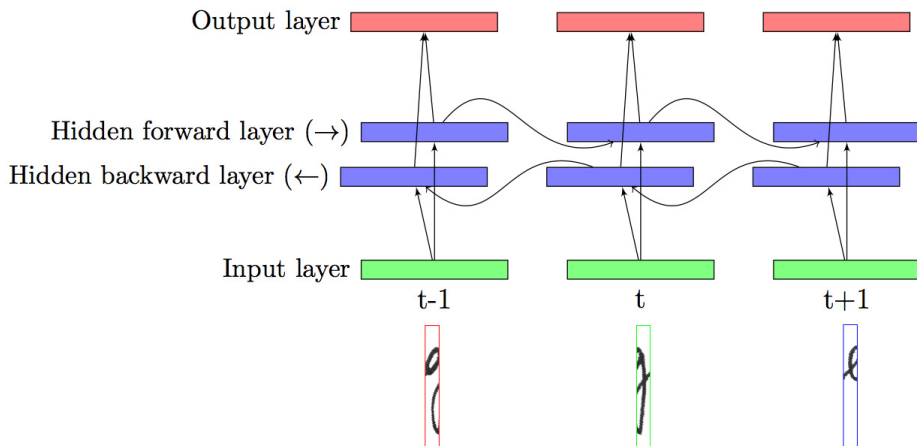 Output layer
Hidden forward layer (→)
Hidden backward layer (←)
Input layer
t-1 t t+1